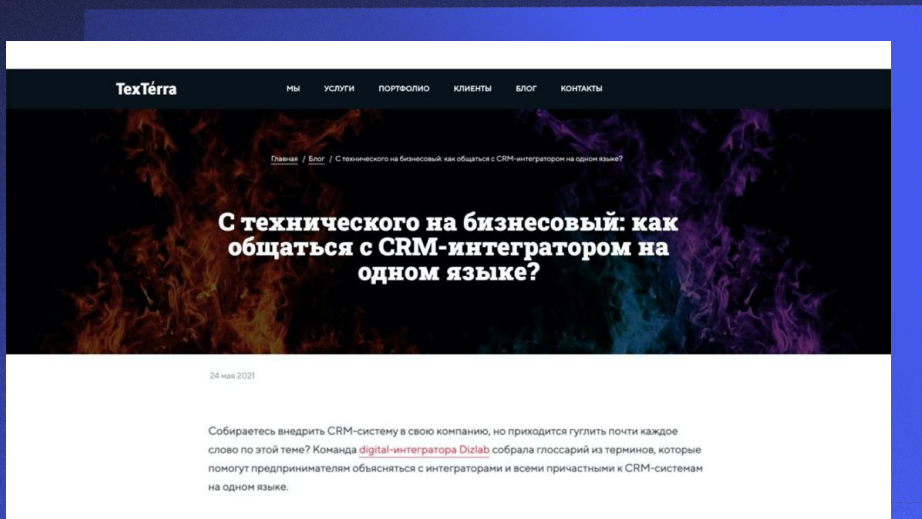 TexTérra
МЫ УСЛУГИ ПОРТФОЛИО КЛИЕНТЫ БЛОГ КОНТАКТЫ
Главная / Блог / С технического на бизнесовый: как общаться с CRM-интегратором на одном языке?
С технического на бизнесовый: как
общаться с CRM-интегратором на
одном языке?
24 мая 2021
Собираетесь внедрить CRM-систему в свою компанию, но приходится гуглить почти каждое
слово по этой теме? Команда digital-интегратора Dizlab собрала глоссарий из терминов, которые
помогут предпринимателям объясняться с интеграторами и всеми причастными к CRM-системам
на одном языке.